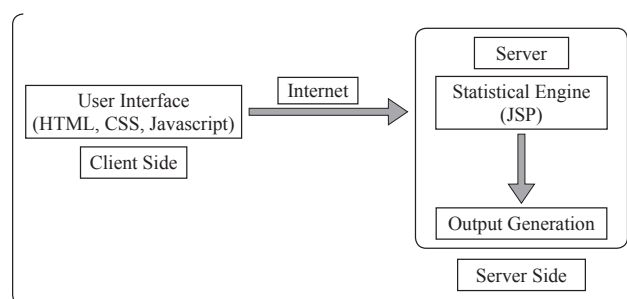 Server
Internet
User Interface
(HTML, CSS, Javascript)
Statistical Engine
(JSP)
Client Side
Output Generation
Server Side